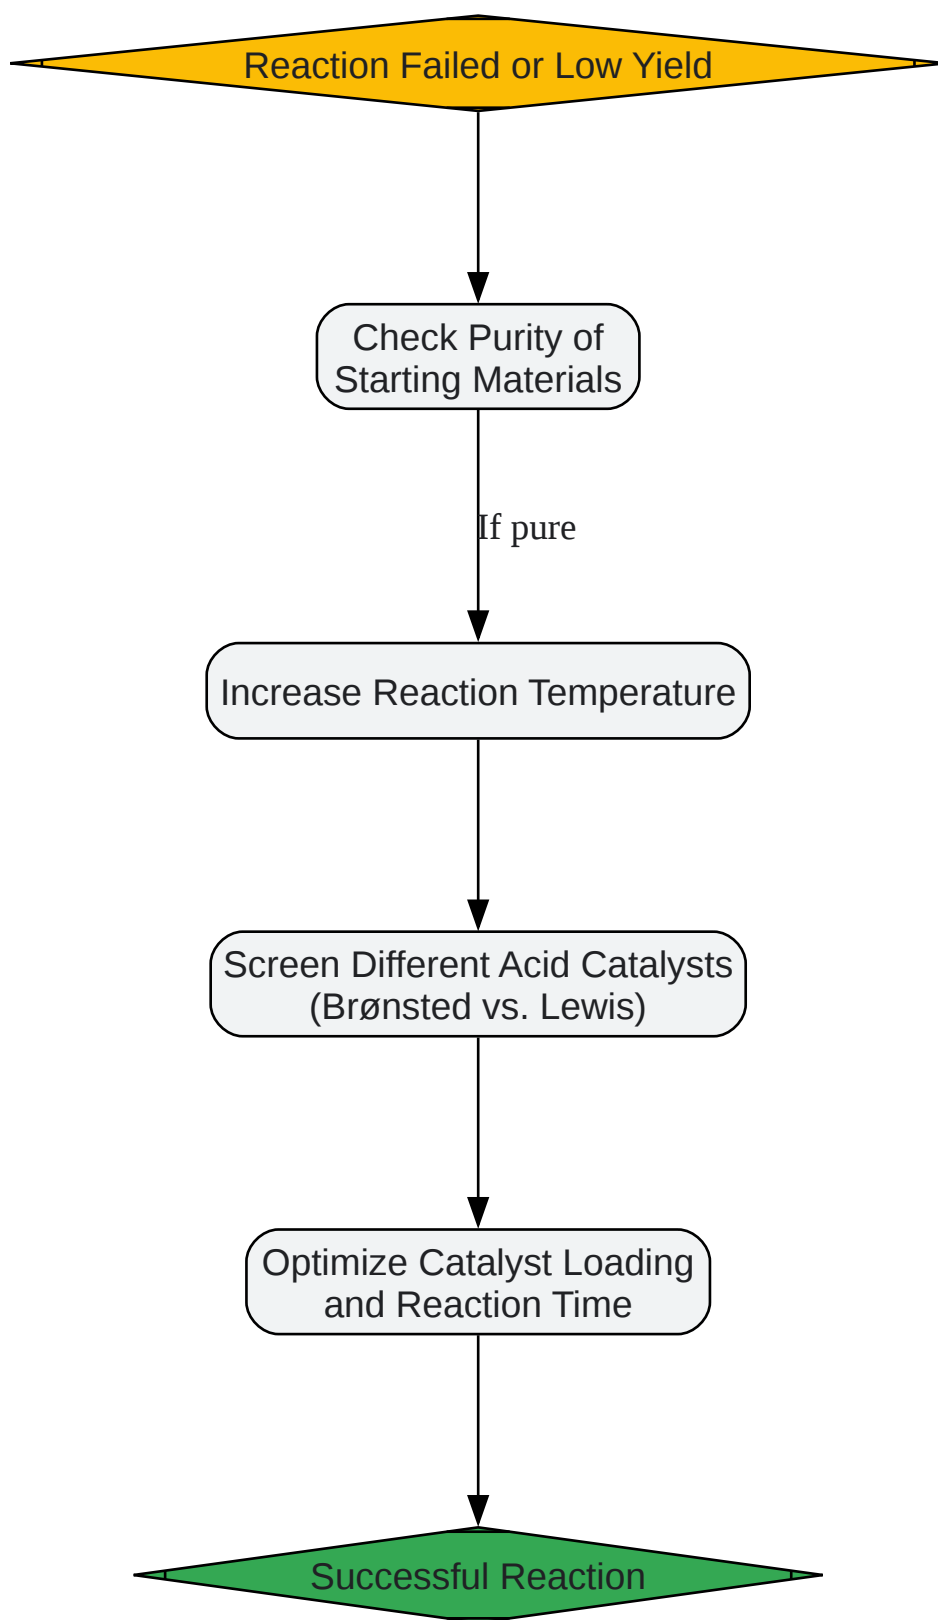 Reaction Failed or Low Yield
Check Purity of
Starting Materials
If pure
Increase Reaction Temperature
Screen Different Acid Catalysts
(Brønsted vs. Lewis)
Optimize Catalyst Loading
and Reaction Time
Successful Reaction